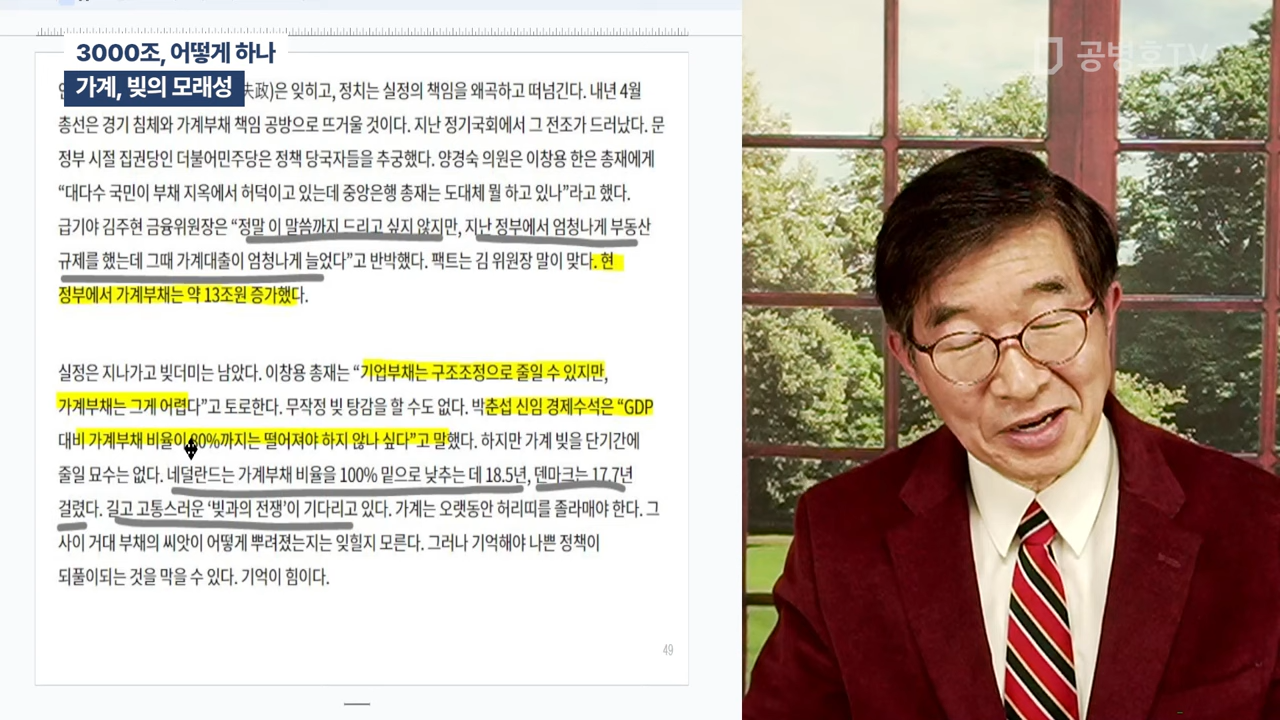 3000조, 어떻게 하나
가계, 빚의 모래성
공병호TV
政)은 잊히고, 정치는 실정의 책임을 왜곡하고 떠넘긴다. 내년 4월
총선은 경기 침체와 가계부채 책임 공방으로 뜨거울 것이다. 지난 정기국회에서 그 전조가 드러났다. 문
정부 시절 집권당인 더불어민주당은 정책 당국자들을 추궁했다. 양경숙 의원은 이창용 한은 총재에게
“대다수 국민이 부채 지옥에서 허덕이고 있는데 중앙은행 총재는 도대체 뭘 하고 있나”라고 했다.
급기야 김주현 금융위원장은 “정말 이 말씀까지 드리고 싶지 않지만, 지난 정부에서 엄청나게 부동산
규제를 했는데 그때 가계대출이 엄청나게 늘었다”고 반박했다. 팩트는 김 위원장 말이 맞다. 현
정부에서 가계부채는 약 13조원 증가했다.
실정은 지나가고 빚더미는 남았다. 이창용 총재는 “기업부채는 구조조정으로 줄일 수 있지만,
가계부채는 그게 어렵다”고 토로한다. 무작정 빚 탕감을 할 수도 없다. 박춘섭 신임 경제수석은 “GDP
대비 가계부채 비율이 80%까지는 떨어져야 하지 않나 싶다”고 말했다. 하지만 가계 빚을 단기간에
줄일 묘수는 없다. 네덜란드는 가계부채 비율을 100% 밑으로 낮추는 데 18.5년, 덴마크는 17.7년
걸렸다. 길고 고통스러운 ‘빚과의 전쟁’이 기다리고 있다. 가계는 오랫동안 허리띠를 졸라매야 한다. 그
사이 거대 부채의 씨앗이 어떻게 뿌려졌는지는 잊힐지 모른다. 그러나 기억해야 나쁜 정책이
되풀이되는 것을 막을 수 있다. 기억이 힘이다.
49